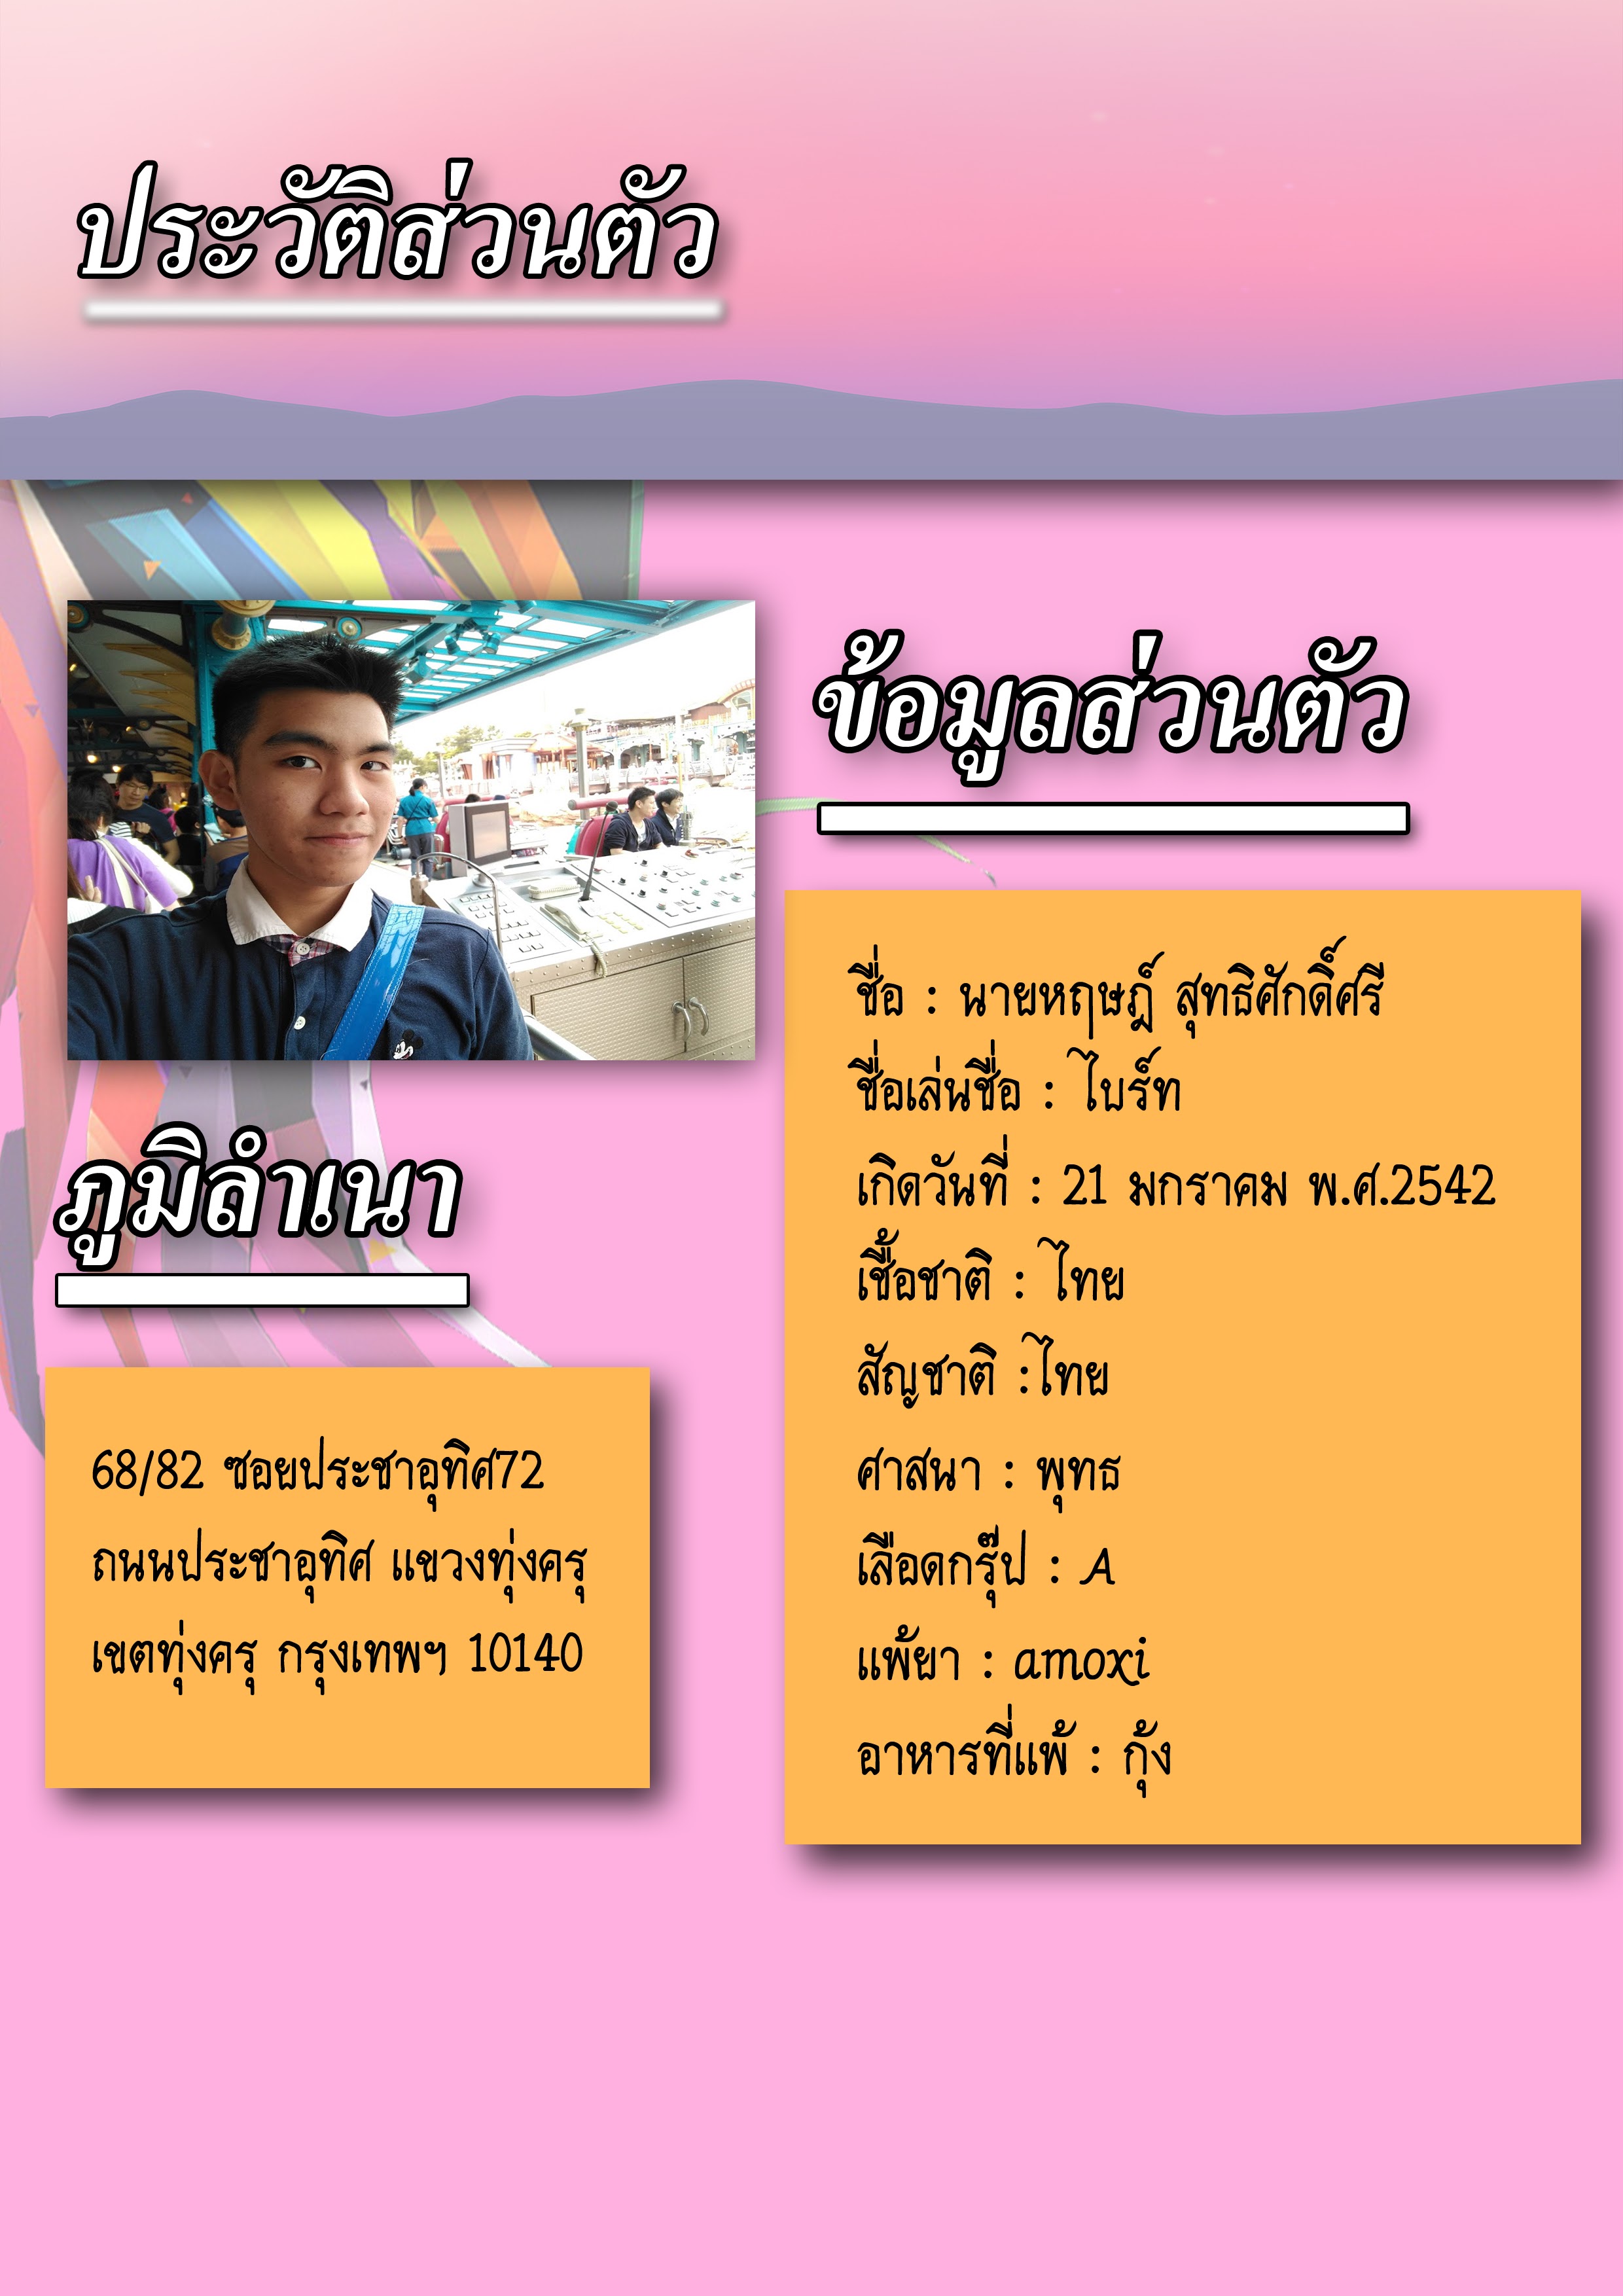 ประวัติส่วนตัว
ข้อมูลส่วนตัว
ชื่อ : นายหฤษฎ์ สุทธิศักดิ์ศรี
ชื่อเล่นชื่อ : ไบร์ท
เกิดวันที่ : 21 มกราคม พ.ศ.2542
เชื้อชาติ : ไทย
สัญชาติ :ไทย
ศาสนา : พุทธ
เลือดกรุ๊ป : A
แพ้ยา : amoxi
อาหารที่แพ้ : กุ้ง
ภูมิลำเนา
68/82 ซอยประชาอุทิศ72
ถนนประชาอุทิศ แขวงทุ่งครุ
เขตทุ่งครุ กรุงเทพฯ 10140